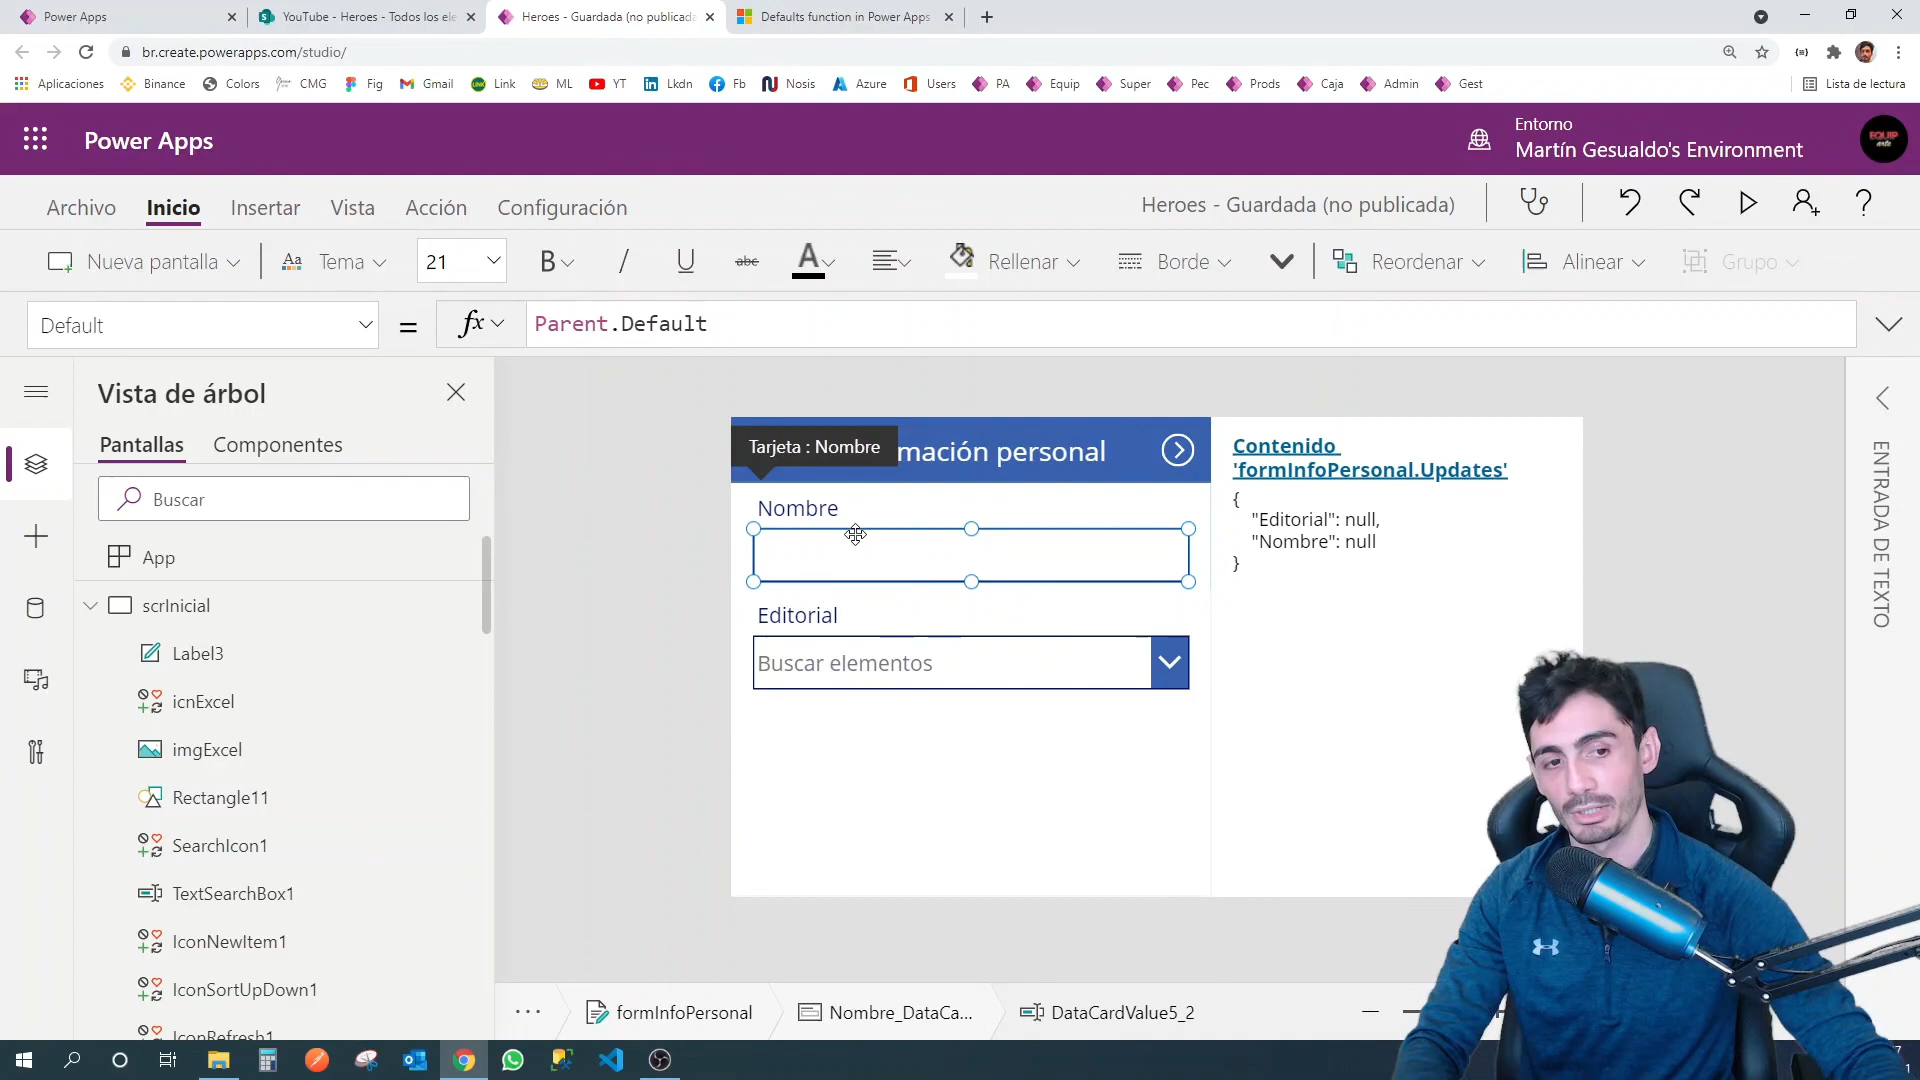 Power Apps
YouTube - Heroes - Todos los ele
Heroes - Guardada (no publicada
Defaults function in Power Apps
br.create.powerapps.com/studio/
Aplicaciones
Binance
Colors
CMG
Fig
Gmail
Link
ML
YT
Lkdn
Fb
Nosis
Azure
Users
PA
Equip
Super
Pec
Prods
Caja
Admin
Gest
Lista de lectura
Power Apps
Entorno
Martín Gesualdo's Environment
EQUIP
arte
Archivo
Inicio
Insertar
Vista
Acción
Configuración
Heroes - Guardada (no publicada)
Nueva pantalla
Tema
21
B
abc
A
Rellenar
Borde
Reordenar
Alinear
Grupo
Default
=
fx
Parent.Default
Vista de árbol
Pantallas
Componentes
Buscar
App
scrInicial
Label3
icnExcel
imgExcel
Rectangle11
SearchIcon1
TextSearchBox1
IconNewItem1
IconSortUpDown1
IconRefresh1
Tarjeta : Nombre
mación personal
Nombre
Editorial
Buscar elementos
Contenido
'formInfoPersonal.Updates'
{
"Editorial": null,
"Nombre": null
}
ENTRADA DE TEXTO
...
formInfoPersonal
Nombre_DataCa...
DataCardValue5_2